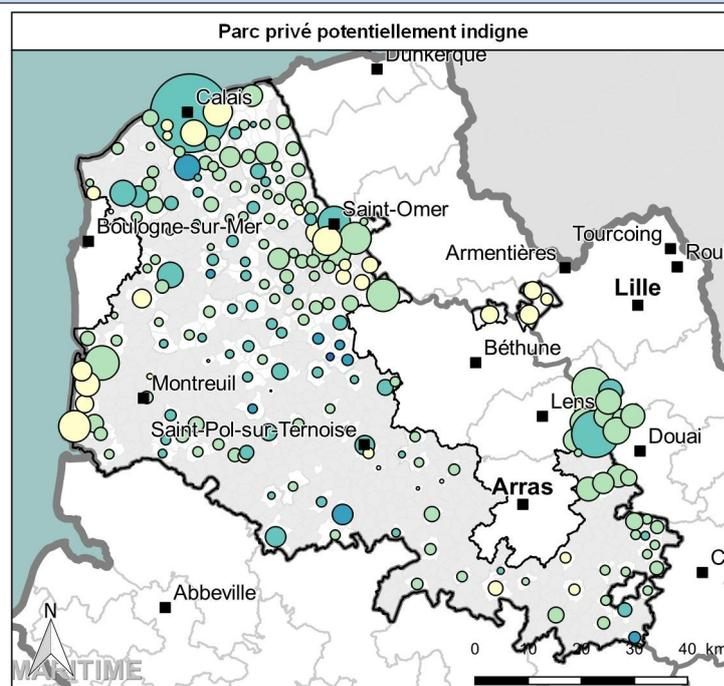 Parc privé potentiellement indigne
Dunkerque
Calais
Saint-Omer
Boulogne-sur-Mer
Tourcoing
Rou
Armentières
Lille
Béthune
Montreuil
Lens
Saint-Pol-sur-Ternoise
Douai
Arras
C
Abbeville
N
MARITIME
0 10 20 30 40 km